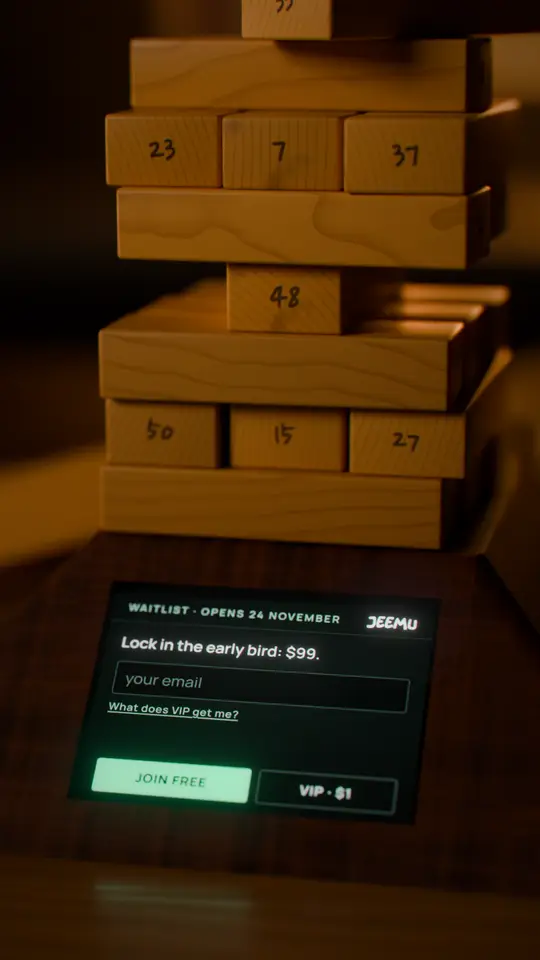 23 7 37
48
50 15 27
WAITLIST · OPENS 24 NOVEMBER JEEMU
Lock in the early bird: $99.
your email
What does VIP get me?
JOIN FREE VIP · $1